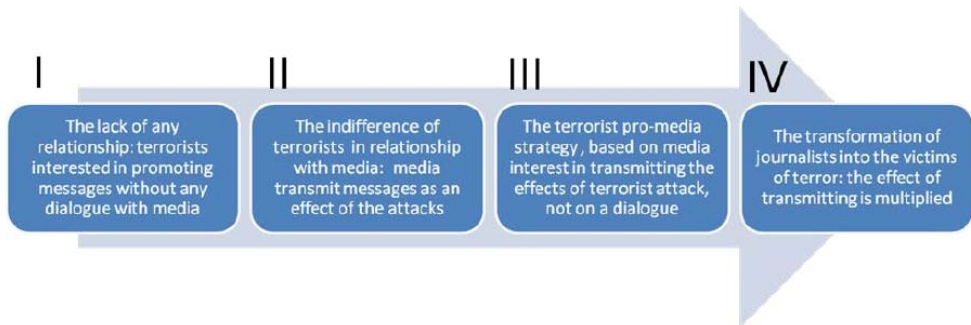 I
II
III
IV
The lack of any
relationship: terrorists
interested in promoting
messages without any
dialogue with media
The indifference of
terrorists in relationship
with media: media
transmit messages as an
effect of the attacks
The terrorist pro-media
strategy, based on media
interest in transmitting the
effects of terrorist attack,
not on a dialogue
The transformation of
journalists into the victims
of terror: the effect of
transmitting is multiplied